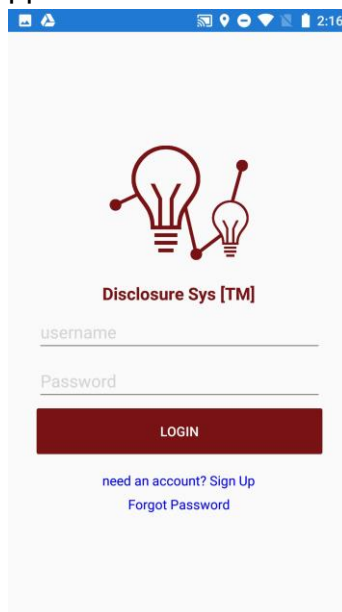 2:16
Disclosure Sys [TM]
username
Password
LOGIN
need an account? Sign Up
Forgot Password